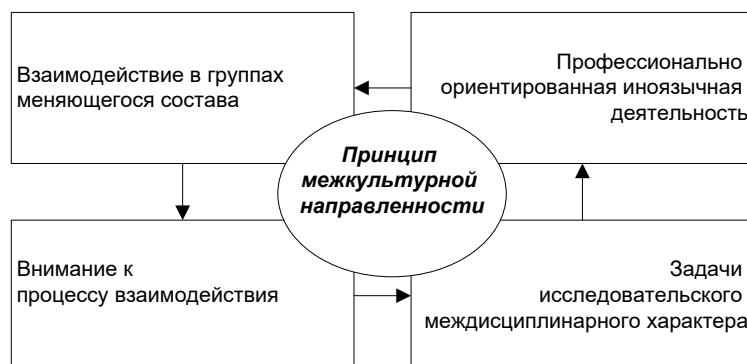 Взаимодействие в группах
меняющегося состава
Профессионально
ориентированная иноязычная
деятельность
Принцип
межкультурной
направленности
Внимание к
процессу взаимодействия
Задачи
исследовательского
междисциплинарного характера